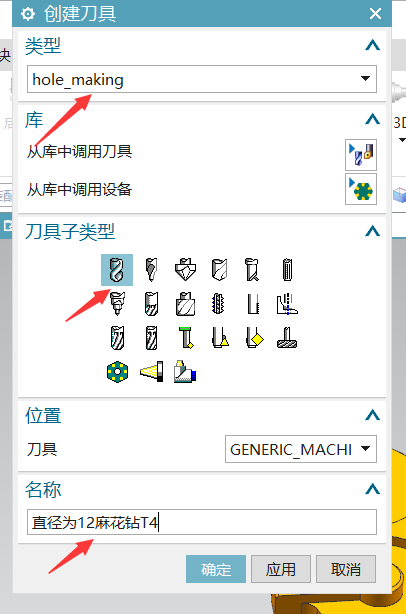 创建刀具
类型
块
hole_making
库
从库中调用刀具
3D
从库中调用设备
刀具子类型
位置
刀具
GENERIC_MACHI
名称
直径为12麻花钻T4
确定
应用
取消